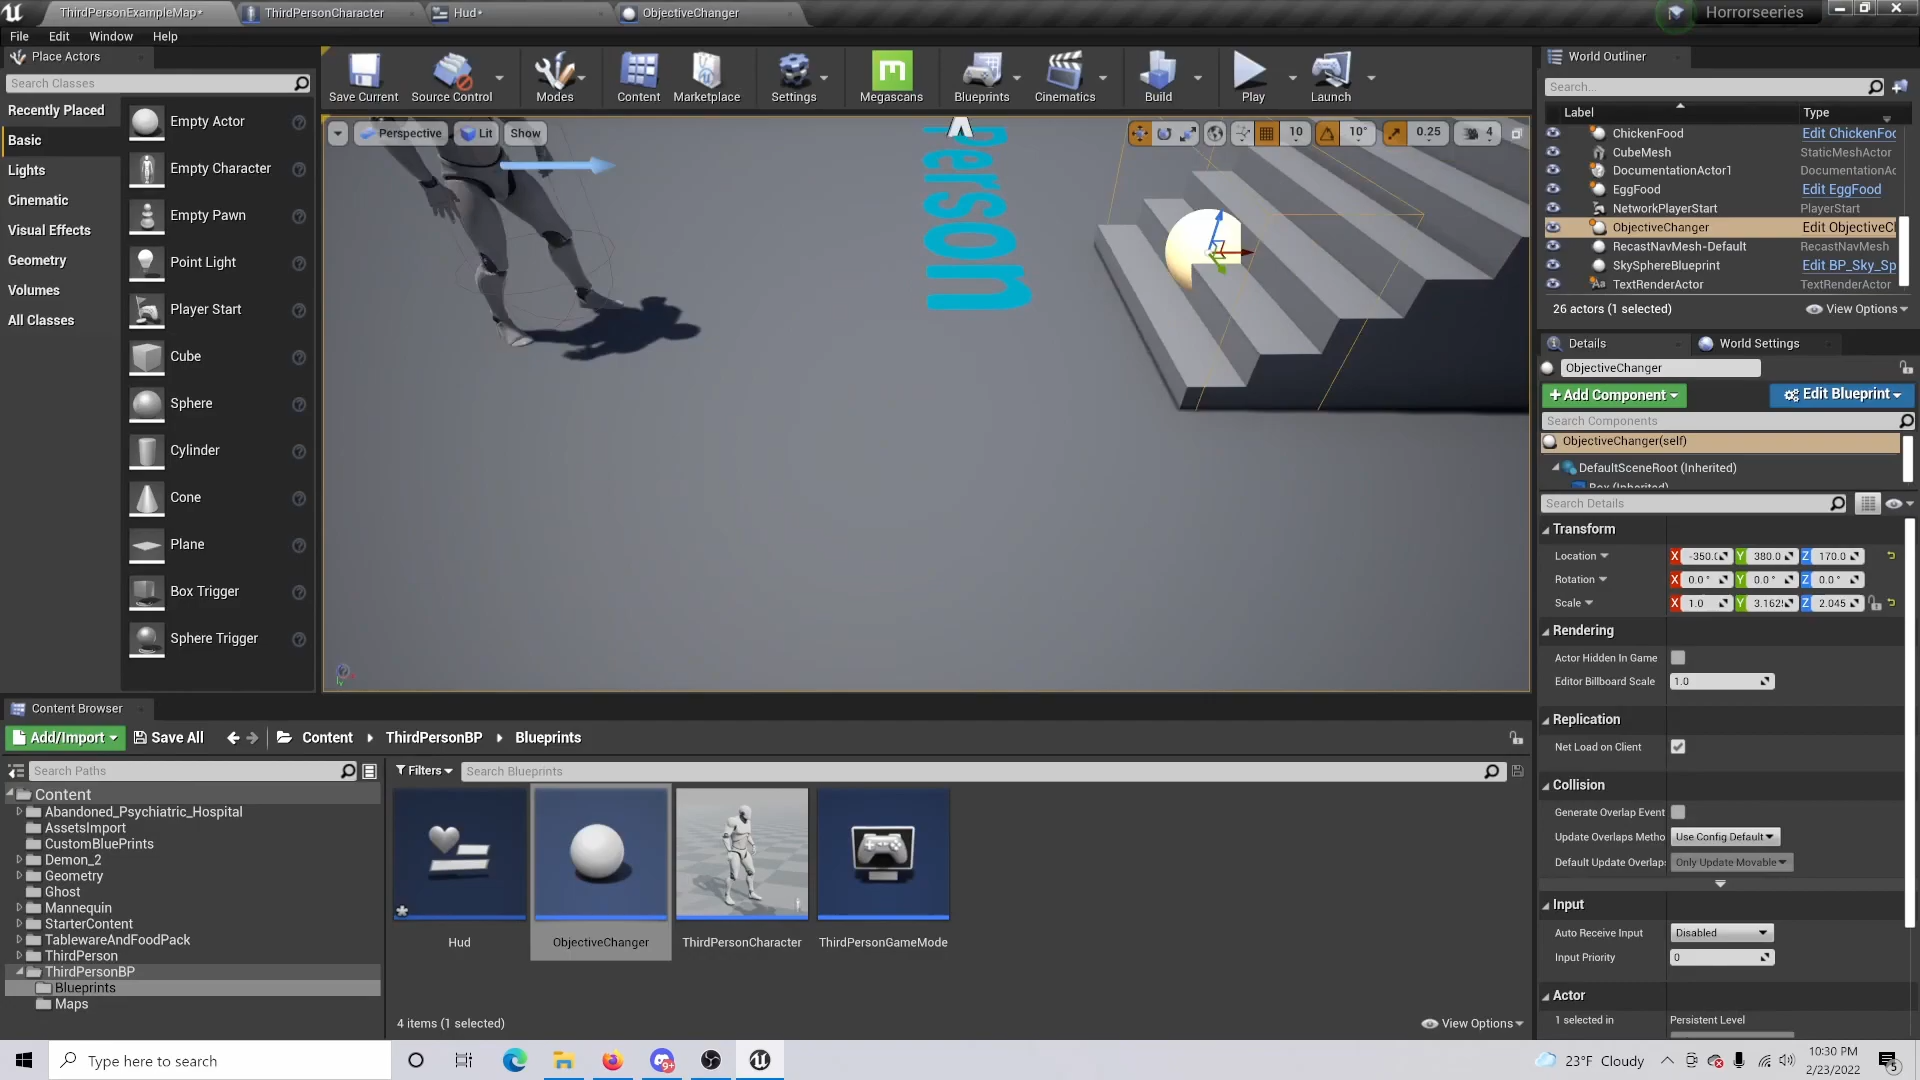 ThirdPersonExampleMap*
ThirdPersonCharacter
Hud*
ObjectiveChanger
Horrorseeries
File Edit Window Help
Place Actors
Search Classes
Recently Placed
Basic
Lights
Cinematic
Visual Effects
Geometry
Volumes
All Classes
Empty Actor
Empty Character
Empty Pawn
Point Light
Player Start
Cube
Sphere
Cylinder
Cone
Plane
Box Trigger
Sphere Trigger
Save Current
Source Control
Modes
Content
Marketplace
Settings
Megascans
Blueprints
Cinematics
Build
Play
Launch
Perspective Lit Show
10 10° 0.25 4
Person
World Outliner
Search...
Label Type
ChickenFood Edit ChickenFoo
CubeMesh StaticMeshActor
DocumentationActor1 DocumentationAc
EggFood Edit EggFood
NetworkPlayerStart PlayerStart
ObjectiveChanger Edit ObjectiveCl
RecastNavMesh-Default RecastNavMesh
SkySphereBlueprint Edit BP_Sky_Sp
TextRenderActor TextRenderActor
26 actors (1 selected) View Options
Details World Settings
ObjectiveChanger
+Add Component Edit Blueprint
Search Components
ObjectiveChanger(self)
DefaultSceneRoot (Inherited)
Box (Inherited)
Search Details
Transform
Location X -350.( Y 380.0 Z 170.0
Rotation X 0.0 ° Y 0.0 ° Z 0.0 °
Scale X 1.0 Y 3.162 Z 2.045
Rendering
Actor Hidden In Game
Editor Billboard Scale 1.0
Replication
Net Load on Client
Collision
Generate Overlap Event
Update Overlaps Metho Use Config Default
Default Update Overlap: Only Update Movable
Input
Auto Receive Input Disabled
Input Priority 0
Actor
1 selected in Persistent Level
Content Browser
Add/Import Save All Content ThirdPersonBP Blueprints
Search Paths
Filters Search Blueprints
Content
Abandoned_Psychiatric_Hospital
AssetsImport
CustomBluePrints
Demon_2
Geometry
Ghost
Mannequin
StarterContent
TablewareAndFoodPack
ThirdPerson
ThirdPersonBP
Blueprints
Maps
Hud
ObjectiveChanger
ThirdPersonCharacter
ThirdPersonGameMode
4 items (1 selected) View Options
Type here to search
9+
23°F Cloudy
10:30 PM
2/23/2022
5